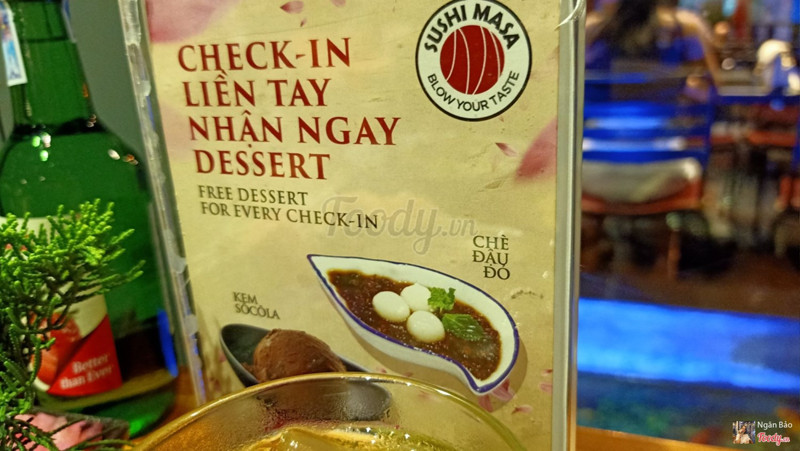 SUSHI MASA
BLOW YOUR TASTE
CHECK-IN
LIỀN TAY
NHẬN NGAY
DESSERT
FREE DESSERT
FOR EVERY CHECK-IN
Foody.vn
CHÈ
ĐẬU
ĐỎ
KEM
SÔCÔLA
Better
than Ever
Ngân Bảo
Foody.vn